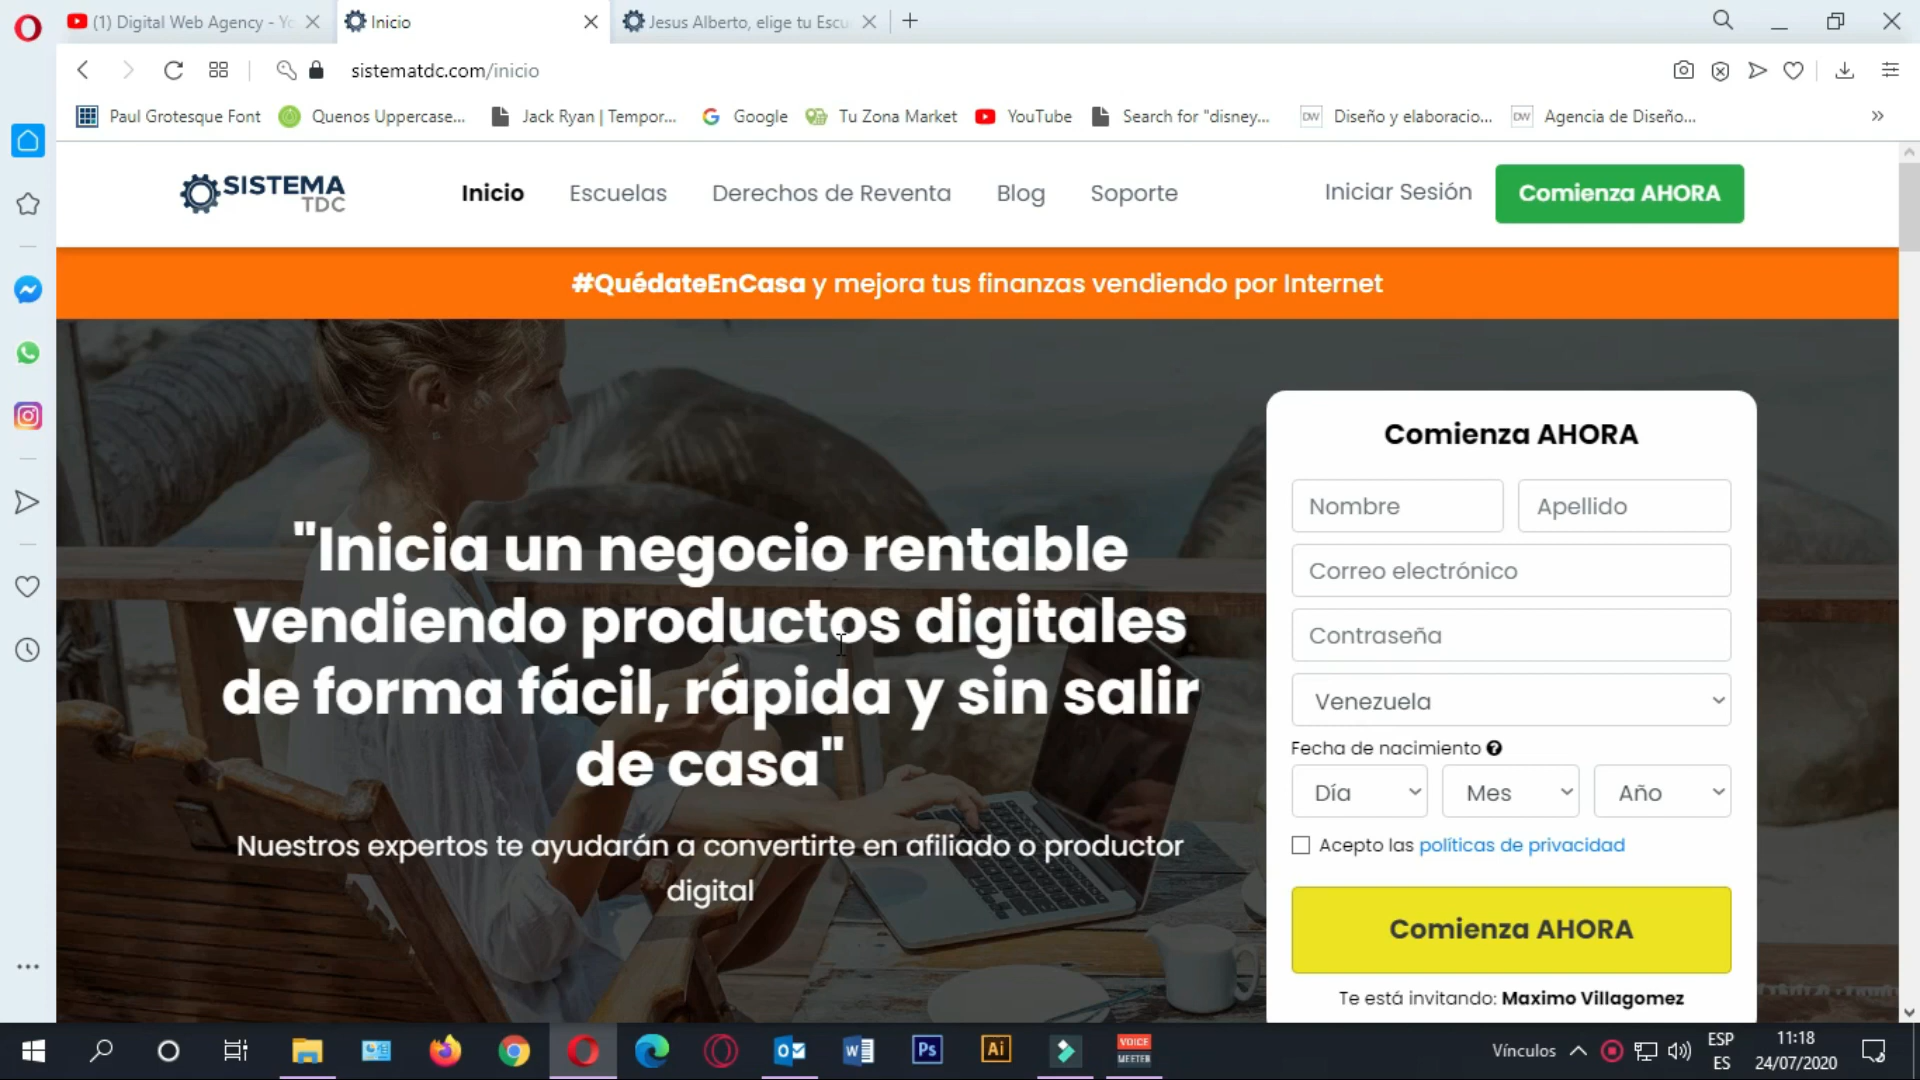 (1) Digital Web Agency - Yo
Inicio
Jesus Alberto, elige tu Escu
sistematdc.com/inicio
Paul Grotesque Font
Quenos Uppercase...
Jack Ryan | Tempor...
Google
Tu Zona Market
YouTube
Search for "disney...
DW
Diseño y elaboracio...
DW
Agencia de Diseño...
»
SISTEMA
TDC
Inicio
Escuelas
Derechos de Reventa
Blog
Soporte
Iniciar Sesión
Comienza AHORA
#QuédateEnCasa y mejora tus finanzas vendiendo por Internet
"Inicia un negocio rentable
vendiendo productos digitales
de forma fácil, rápida y sin salir
de casa"
Nuestros expertos te ayudarán a convertirte en afiliado o productor
digital
Comienza AHORA
Nombre
Apellido
Correo electrónico
Contraseña
Venezuela
Fecha de nacimiento
Día
Mes
Año
Acepto las políticas de privacidad
Comienza AHORA
Te está invitando: Maximo Villagomez
Ps
Ai
VOICE
MEETER
Vínculos
ESP
ES
11:18
24/07/2020